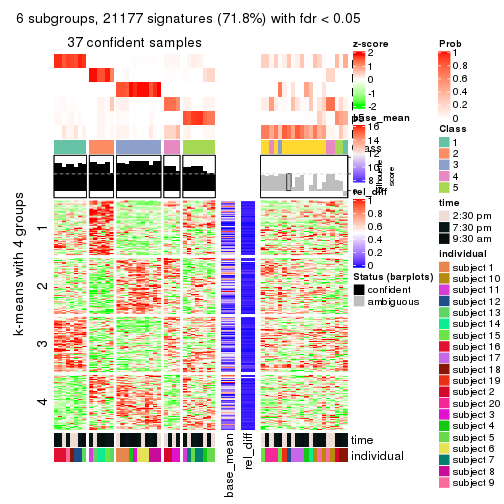 6 subgroups, 21177 signatures (71.8%) with fdr < 0.05
37 confident samples
k-means with 4 groups
1
2
3
4
base_mean
rel_diff
time
individual
z-score
2
1
0
-1
-2
base_mean
16
14
12
10
8
Silhouette
score
rel_diff
1
0.8
0.6
0.4
0.2
0
Status (barplots)
confident
ambiguous
Prob
1
0.8
0.6
0.4
0.2
0
Class
1
2
3
4
5
time
2:30 pm
7:30 pm
9:30 am
Individual
subject 1
subject 10
subject 11
subject 12
subject 13
subject 14
subject 15
subject 16
subject 17
subject 18
subject 19
subject 2
subject 20
subject 3
subject 4
subject 5
subject 6
subject 7
subject 8
subject 9